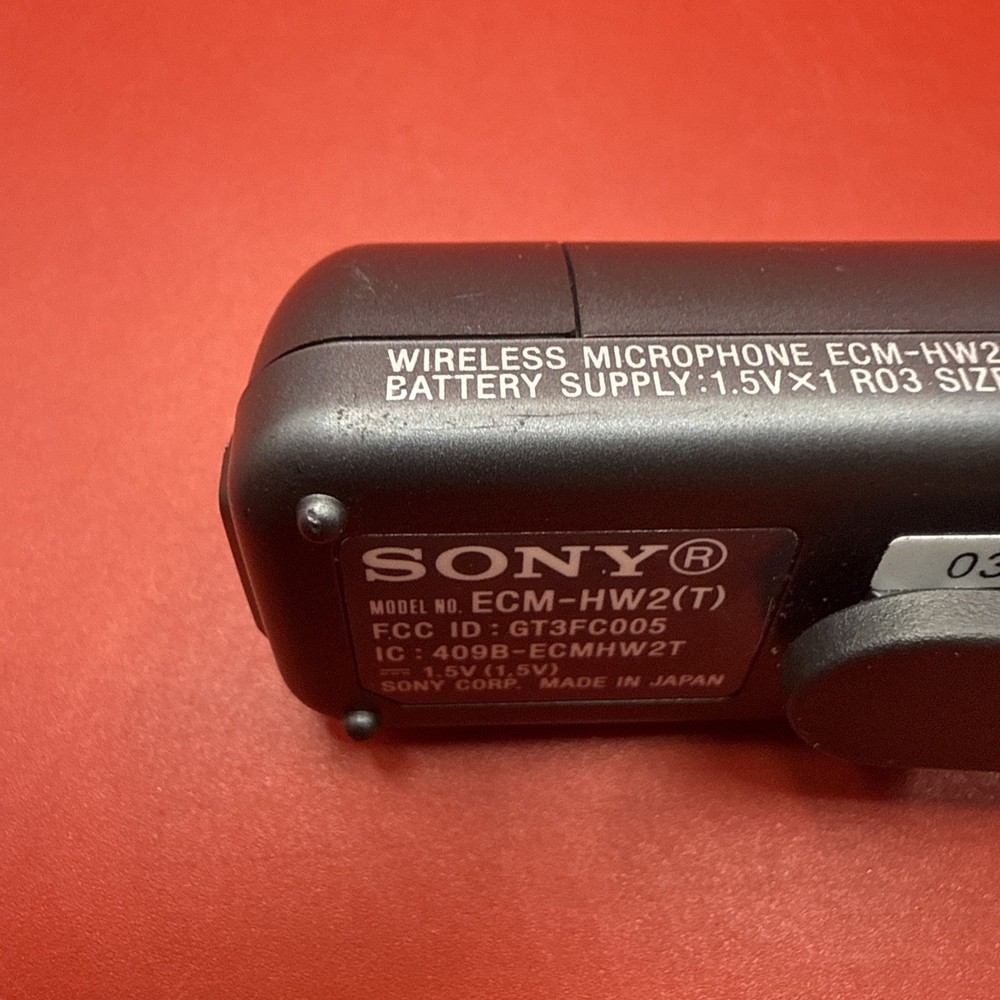 WIRELESS MICROPHONE ECM-HW2
BATTERY SUPPLY:1.5V×1 R03 SIZE
SONY®
MODEL NO. ECM-HW2(T)
FCC ID : GT3FC005
IC : 409B-ECMHW2T
⎓ 1.5V (1.5V)
SONY CORP. MADE IN JAPAN
03